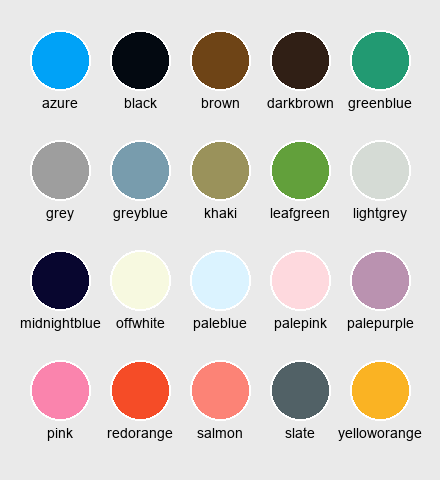 azure black brown darkbrown greenblue
grey greyblue khaki leafgreen lightgrey
midnightblue offwhite paleblue palepink palepurple
pink redorange salmon slate yelloworange